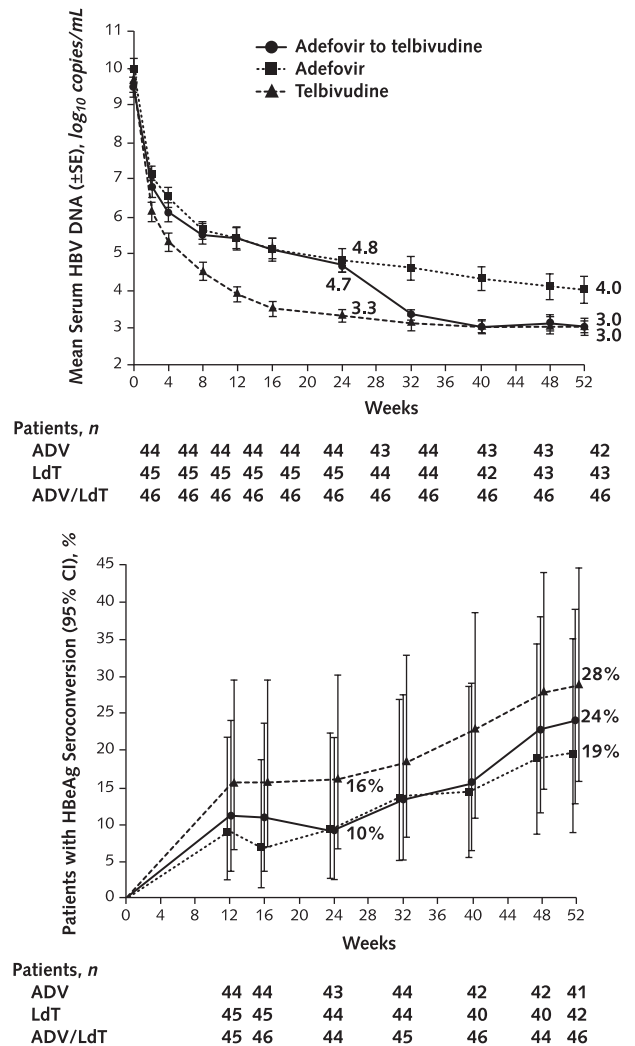 Mean Serum HBV DNA (±SE), log10 copies/mL
11
10
9
8
7
6
5
4
3
2
Adefovir to telbivudine
Adefovir
Telbivudine
4.8
4.7
3.3
4.0
3.0
3.0
0 4 8 12 16 20 24 28 32 36 40 44 48 52
Weeks
Patients, n
ADV 44 44 44 44 44 44 43 44 43 43 42
LdT 45 45 45 45 45 45 44 44 42 43 43
ADV/LdT 46 46 46 46 46 46 46 46 46 46 46
Patients with HBeAg Seroconversion (95% CI), %
45
40
35
30
25
20
15
10
5
0
28%
24%
19%
16%
10%
0 4 8 12 16 20 24 28 32 36 40 44 48 52
Weeks
Patients, n
ADV 44 44 43 44 42 42 41
LdT 45 45 44 44 40 40 42
ADV/LdT 45 46 44 45 46 44 46